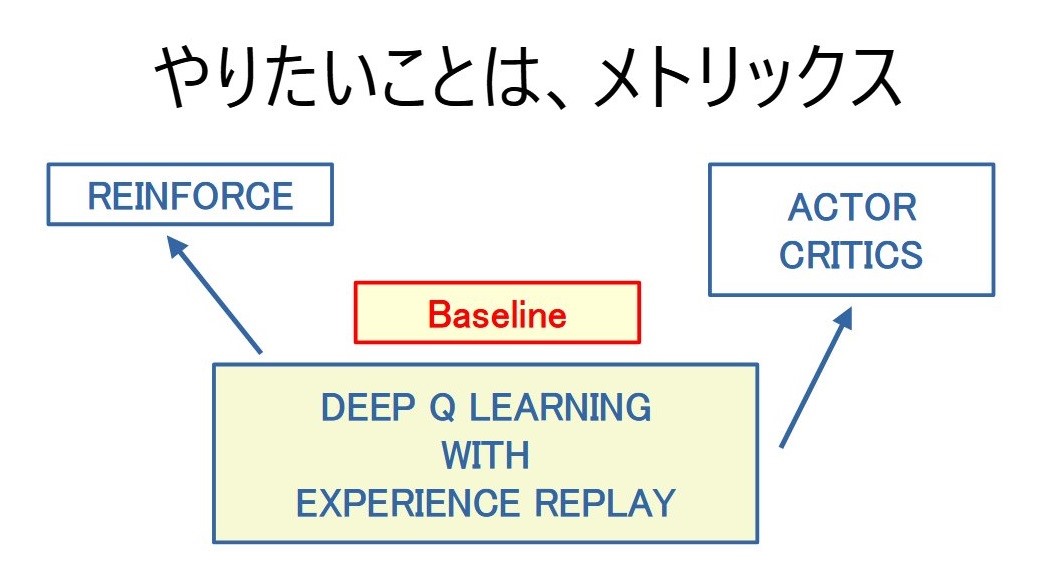 やりたいことは、メトリックス
REINFORCE
ACTOR
CRITICS
Baseline
DEEP Q LEARNING
WITH
EXPERIENCE REPLAY